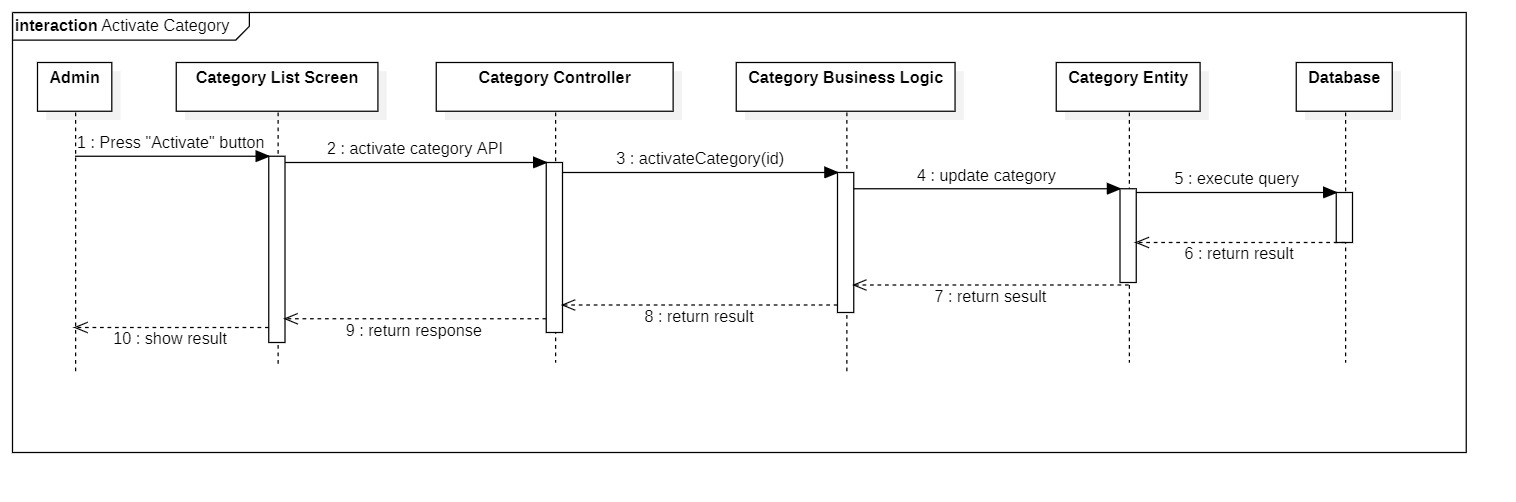 interaction Activate Category
Admin
Category List Screen
Category Controller
Category Business Logic
Category Entity
Database
1 : Press "Activate" button
2 : activate category API
3 : activateCategory(id)
4 : update category
5 : execute query
6 : return result
7 : return sesult
8 : return result
9 : return response
10 : show result